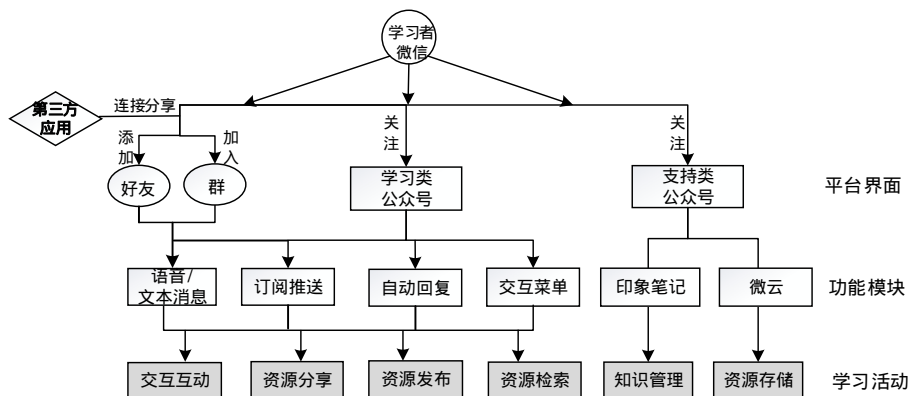 学习者
微信
第三方
应用
连接分享
添
加
加
入
关
注
关
注
好友
群
学习类
公众号
支持类
公众号
平台界面
语音/
文本消息
订阅推送
自动回复
交互菜单
印象笔记
微云
功能模块
交互互动
资源分享
资源发布
资源检索
知识管理
资源存储
学习活动